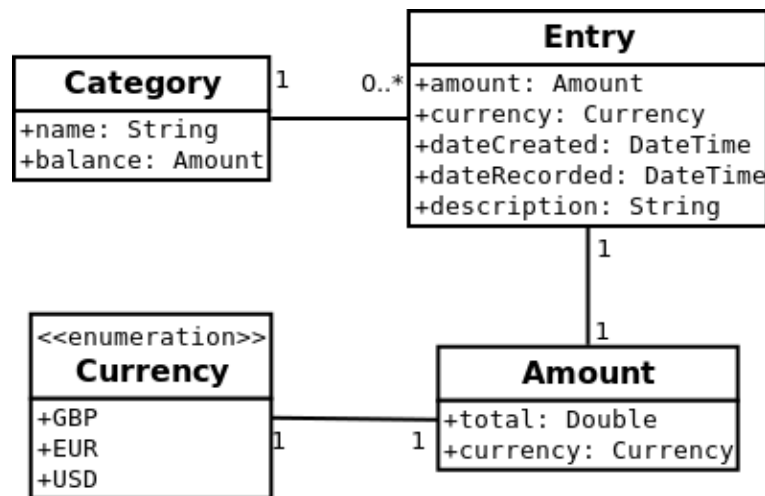 Category
+name: String
+balance: Amount
1
0..*
Entry
+amount: Amount
+currency: Currency
+dateCreated: DateTime
+dateRecorded: DateTime
+description: String
1
1
<<enumeration>>
Currency
+GBP
+EUR
+USD
1
1
Amount
+total: Double
+currency: Currency